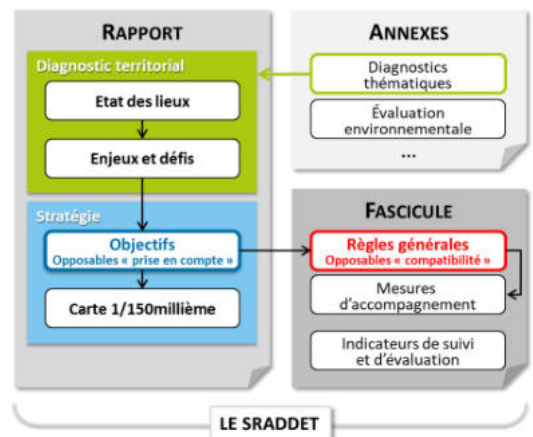 RAPPORT
Diagnostic territorial
Etat des lieux
Enjeux et défis
Stratégie
Objectifs
Opposables « prise en compte »
Carte 1/150millième
ANNEXES
Diagnostics
thématiques
Évaluation
environnementale
...
FASCICULE
Règles générales
Opposables « compatibilité »
Mesures
d'accompagnement
Indicateurs de suivi
et d'évaluation
LE SRADDET